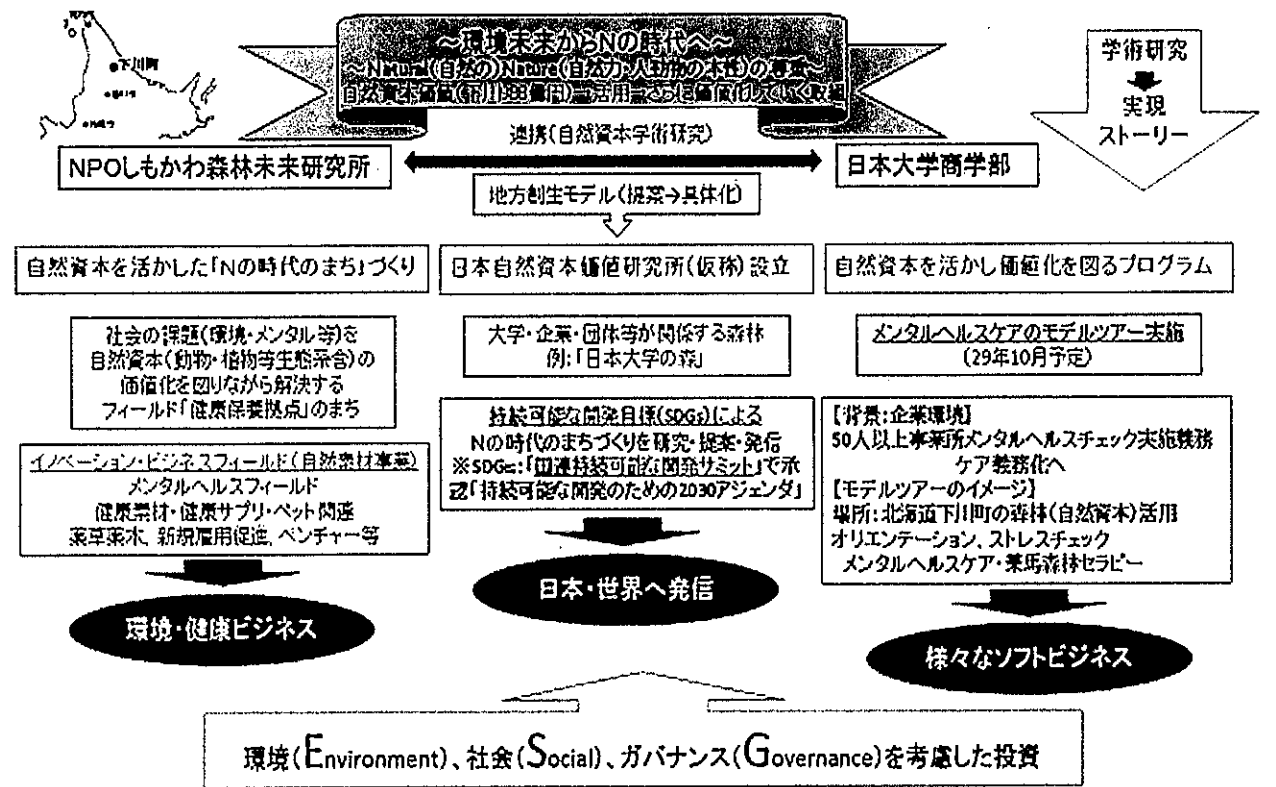 ~環境未来からNの時代へ~
~Natural(自然の)Nature(自然力・人動物の本性)の尊重~
自然資本価値
活用
価値化していく取組
下川町
学術研究
実現
ストーリー
連携(自然資本学術研究)
NPOしもかわ森林未来研究所
日本大学商学部
地方創生モデル(提案→具体化)
自然資本を活かした「Nの時代のまち」づくり
日本自然資本価値研究所(仮称)設立
自然資本を活かし価値化を図るプログラム
社会の課題(環境・メンタル等)を
自然資本(動物・植物等生態系含)の
価値化を図りながら解決する
フィールド「健康保養拠点」のまち
大学・企業・団体等が関係する森林
例:「日本大学の森」
メンタルヘルスケアのモデルツアー実施
(29年10月予定)
イノベーション・ビジネスフィールド(自然素材事業)
メンタルヘルスフィールド
健康素材・健康サプリ・ペット関連
薬草薬木、新規雇用促進、ベンチャー等
持続可能な開発目標(SDGs)による
Nの時代のまちづくりを研究・提案・発信
※SDGs:「国連持続可能な開発サミット」で承
認「持続可能な開発のための2030アジェンダ」
【背景:企業環境】
50人以上事業所メンタルヘルスチェック実施義務
ケア義務化へ
【モデルツアーのイメージ】
場所:北海道下川町の森林(自然資本)活用
オリエンテーション、ストレスチェック
メンタルヘルスケア・乗馬森林セラピー
環境・健康ビジネス
日本・世界へ発信
様々なソフトビジネス
環境(Environment)、社会(Social)、ガバナンス(Governance)を考慮した投資